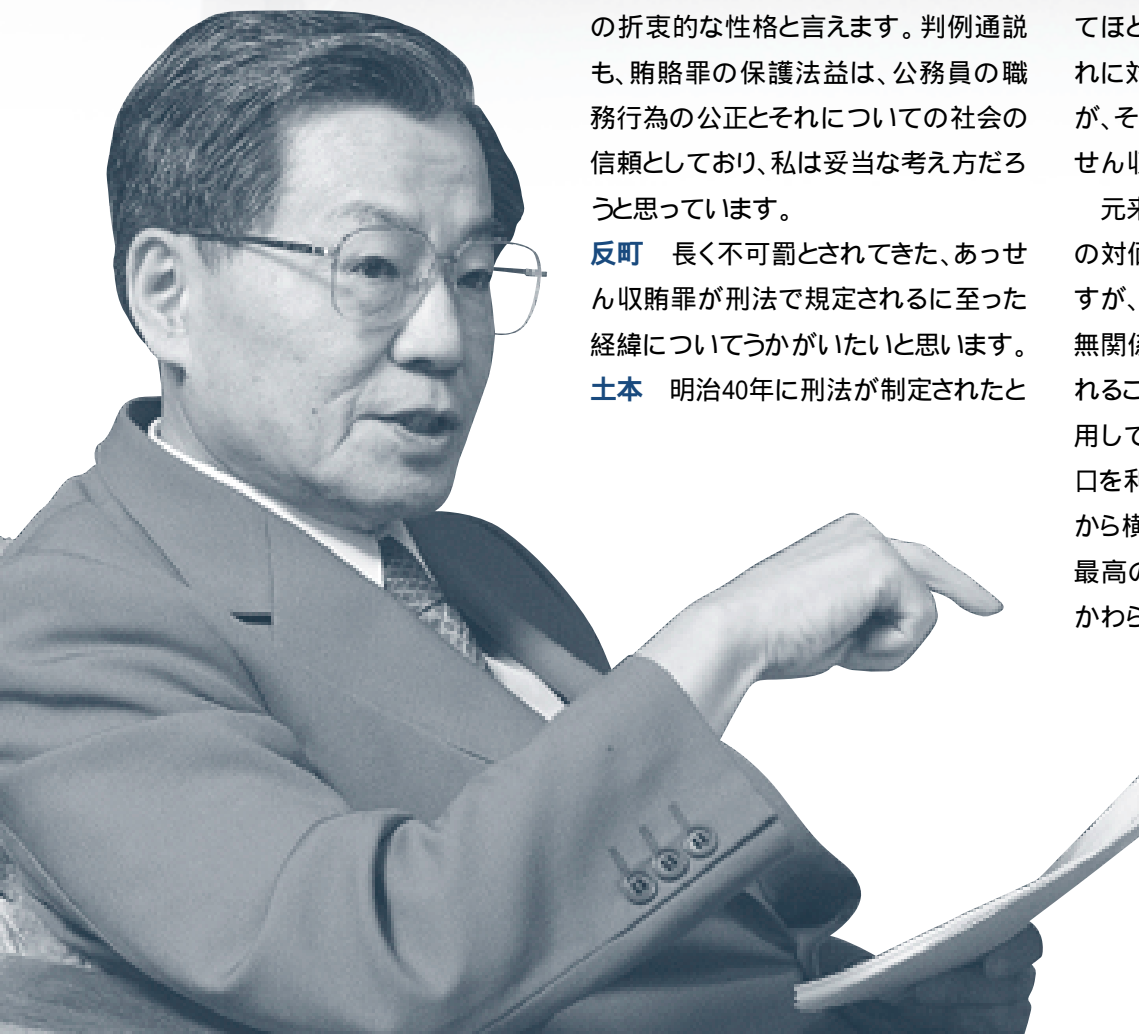 の折衷的な性格と言えます。判例通説
も、賄賂罪の保護法益は、公務員の職
務行為の公正とそれについての社会の
信頼としており、私は妥当な考え方だろ
うと思っています。
反町　長く不可罰とされてきた、あっせ
ん収賄罪が刑法で規定されるに至った
経緯についてうかがいたいと思います。
土本　明治40年に刑法が制定されたと
てほと
れに対
が、そ
せん収
元来
の対価
すが、
無関係
れるこ
用して
口を利
から横
最高の
かわら